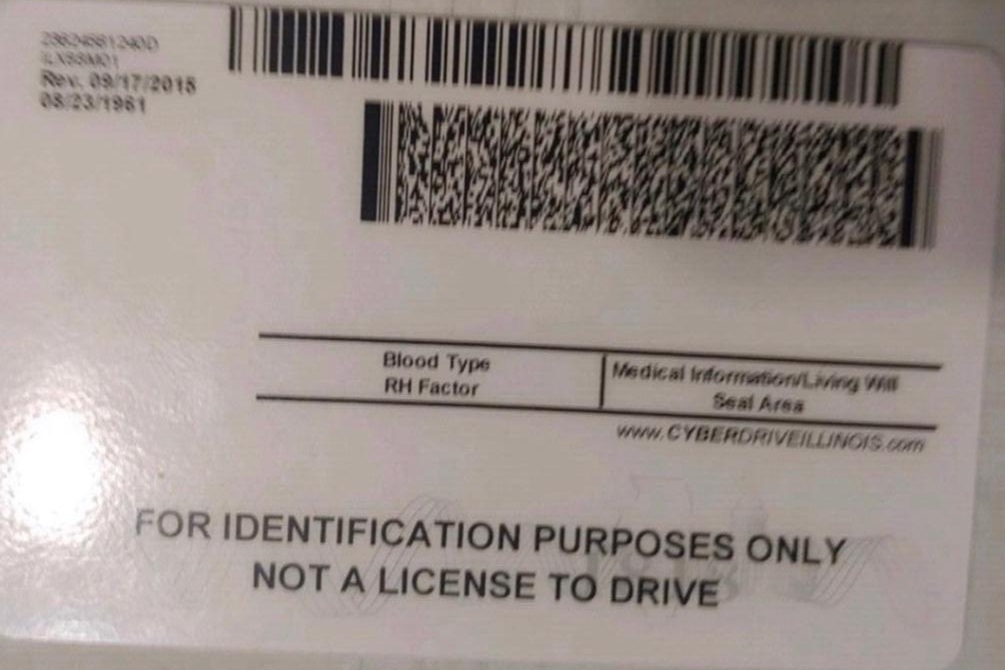 Rev. 09/17/2015
08/23/1961
Blood Type
RH Factor
Medical Information/Living Will
Seal Area
www.CYBERDRIVEILLINOIS.com
FOR IDENTIFICATION PURPOSES ONLY
NOT A LICENSE TO DRIVE